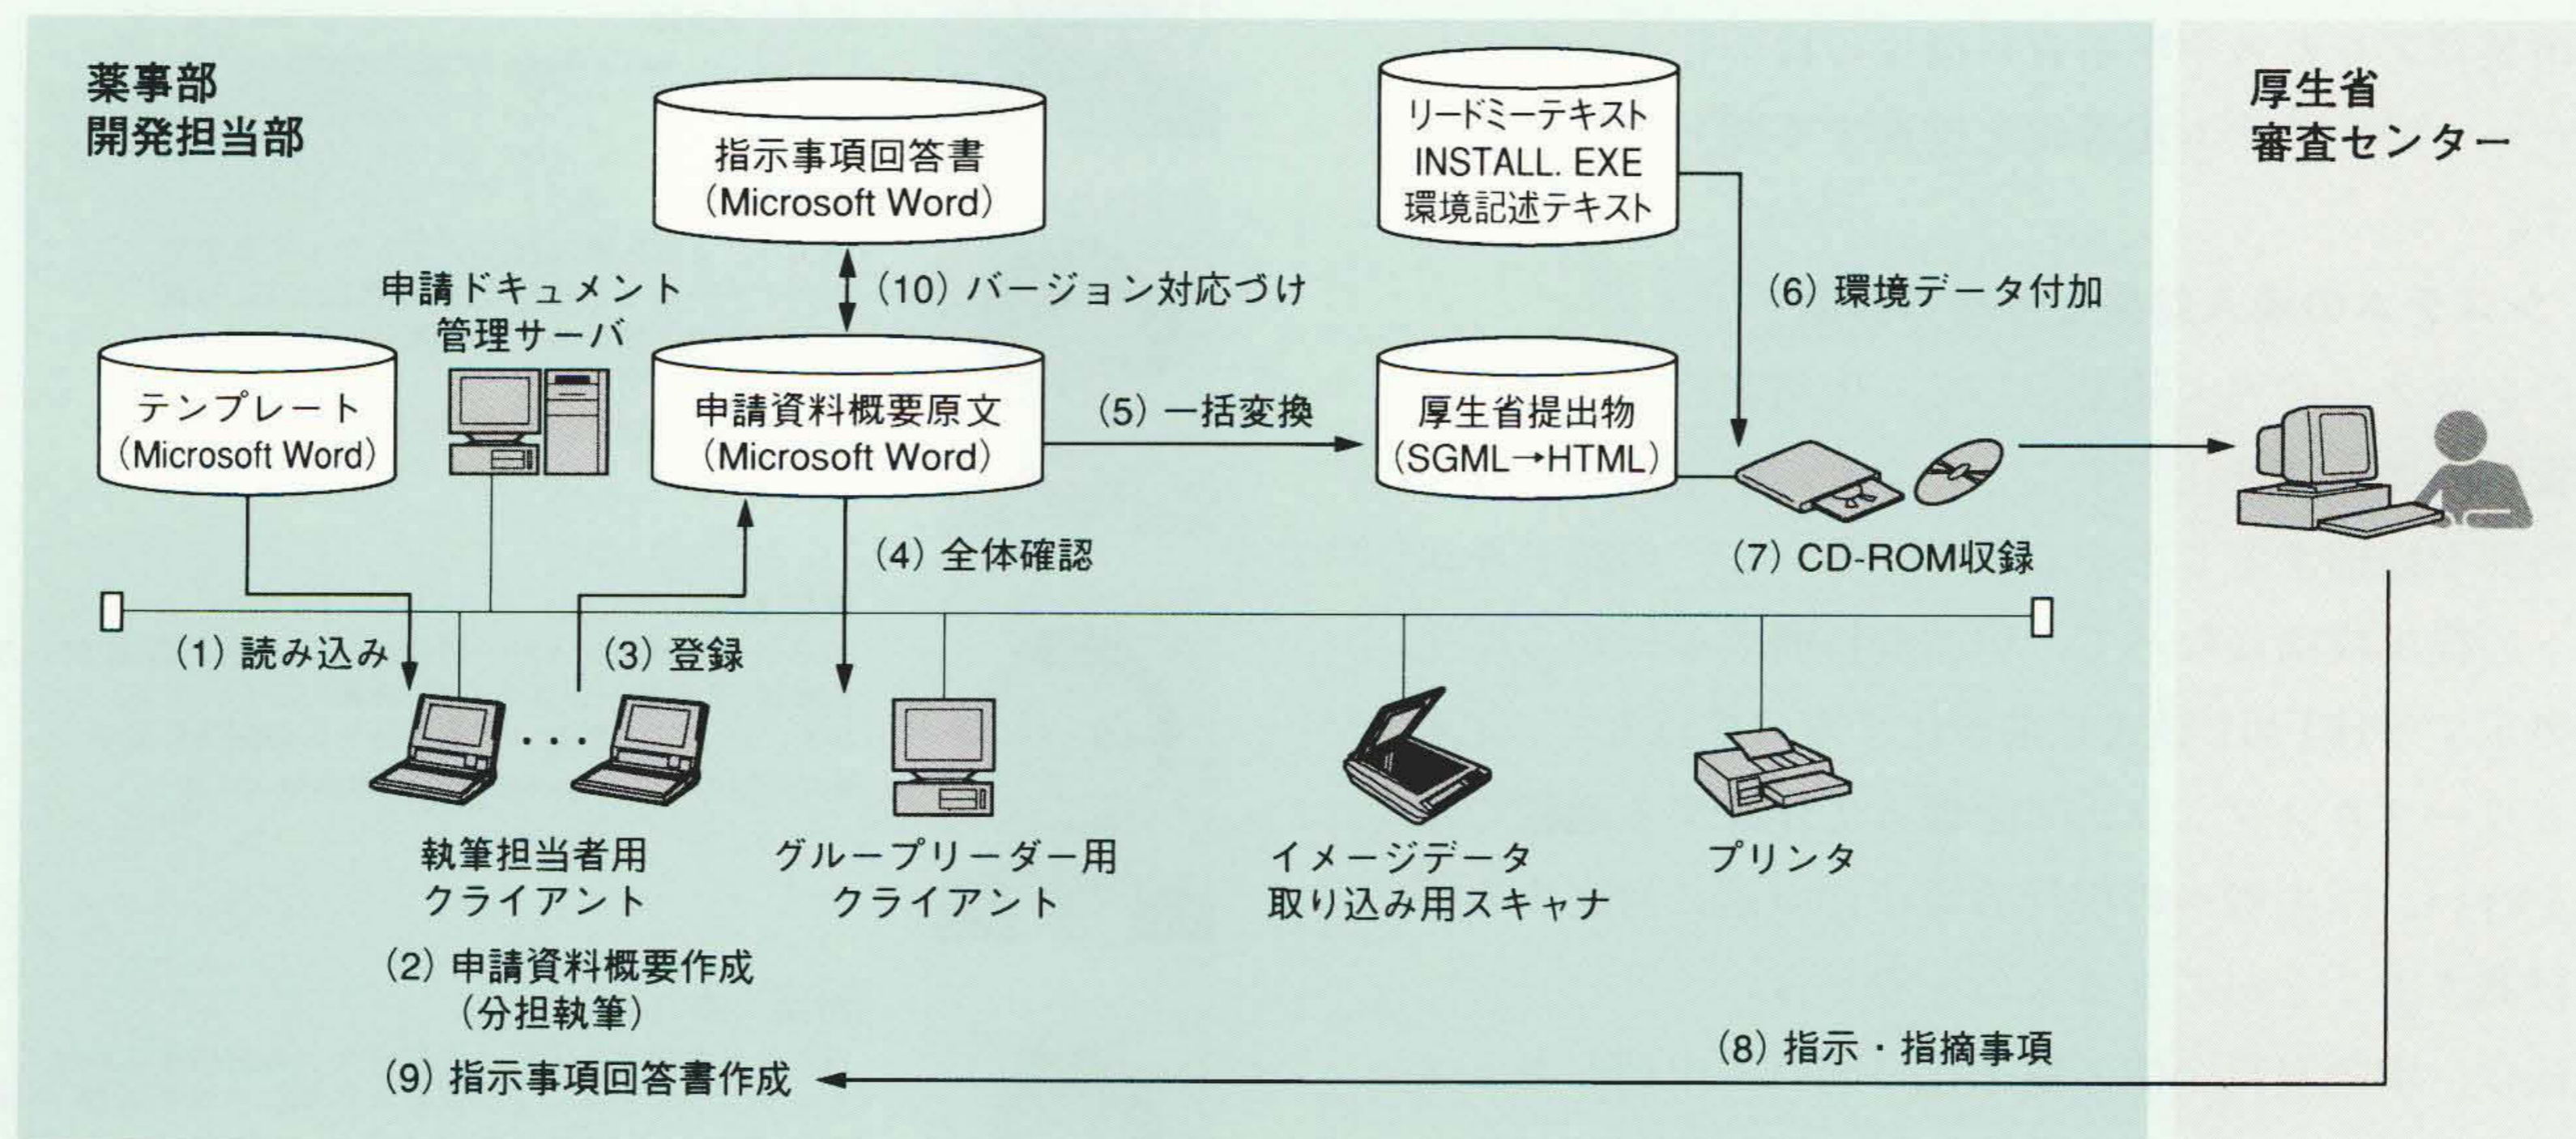 薬事部
開発担当部
厚生省
審査センター
指示事項回答書
(Microsoft Word)
リードミーテキスト
INSTALL. EXE
環境記述テキスト
申請ドキュメント
管理サーバ
(10) バージョン対応づけ
(6) 環境データ付加
テンプレート
(Microsoft Word)
申請資料概要原文
(Microsoft Word)
(5) 一括変換
厚生省提出物
(SGML→HTML)
(4) 全体確認
(7) CD-ROM収録
(1) 読み込み
(3) 登録
・・・
執筆担当者用
クライアント
グループリーダー用
クライアント
イメージデータ
取り込み用スキャナ
プリンタ
(2) 申請資料概要作成
(分担執筆)
(8) 指示・指摘事項
(9) 指示事項回答書作成